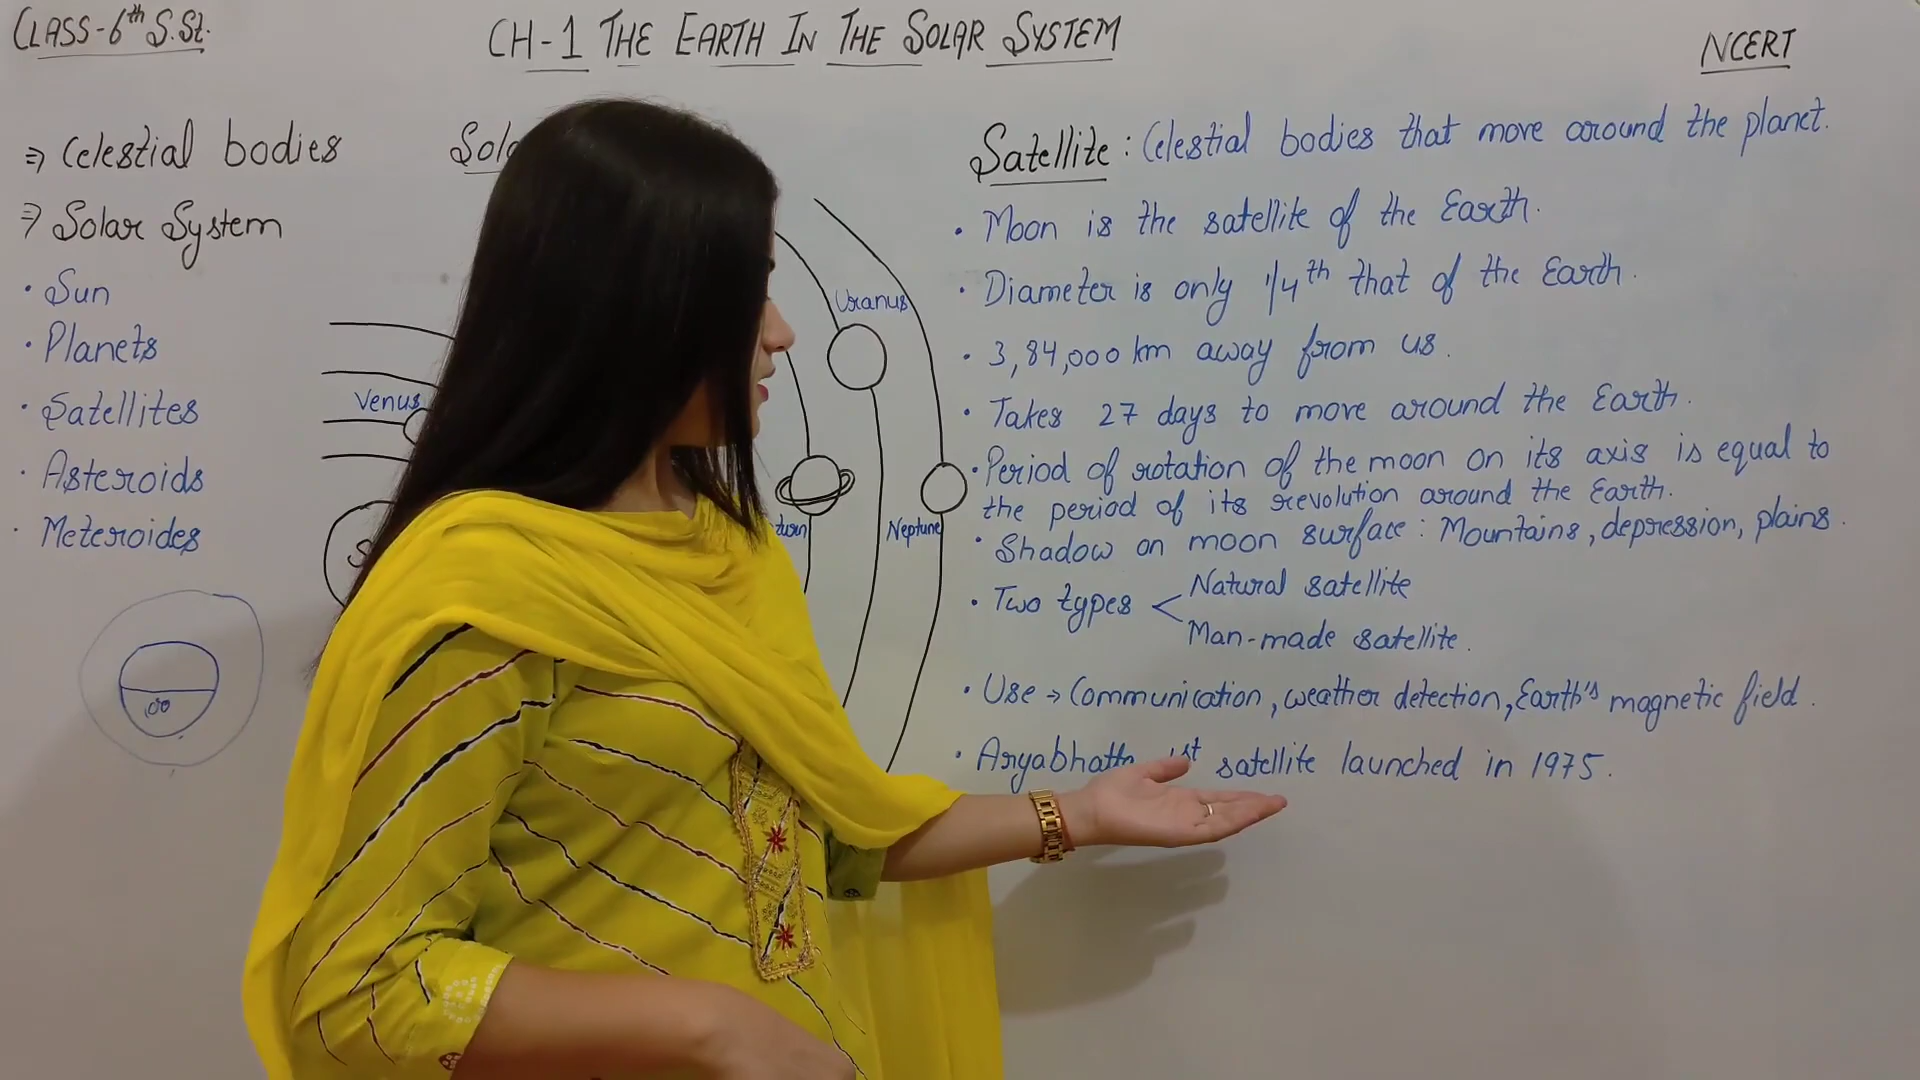 CLASS-6th S.St.
CH-1 THE EARTH IN THE SOLAR SYSTEM
NCERT
⇒ Celestial bodies
⇒ Solar System
• Sun
• Planets
• Satellites
• Asteroids
• Meteroides
Venus
Uranus
Neptune
Satellite : Celestial bodies that move around the planet.
• Moon is the satellite of the Earth.
• Diameter is only 1/4th that of the Earth.
• 3,84,000 km away from us.
• Takes 27 days to move around the Earth.
• Period of rotation of the moon on its axis is equal to
the period of its revolution around the Earth.
• Shadow on moon surface : Mountains, depression, plains.
• Two types < Natural satellite
Man-made satellite.
• Use → Communication, weather detection, Earth's magnetic field.
• Aryabhatta 1st satellite launched in 1975.